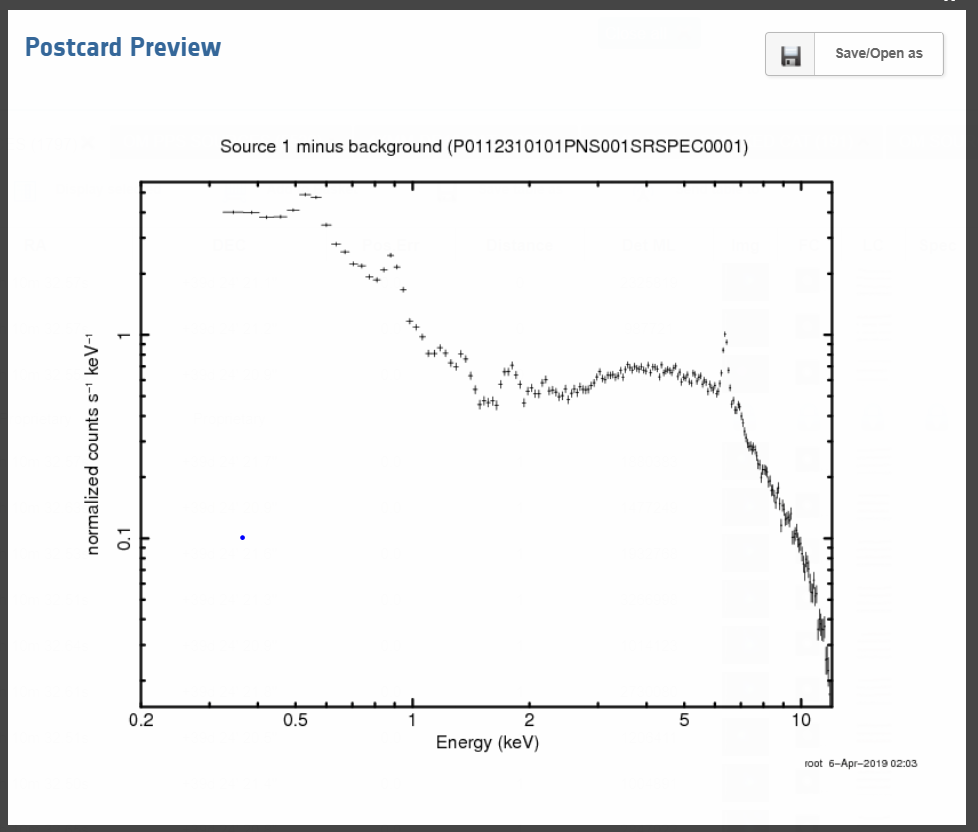 Postcard Preview
Save/Open as
Source 1 minus background (P0112310101PNS001SRSPEC0001)
normalized counts s⁻¹ keV⁻¹
1
0.1
0.2 0.5 1 2 5 10
Energy (keV)
root 6−Apr−2019 02:03